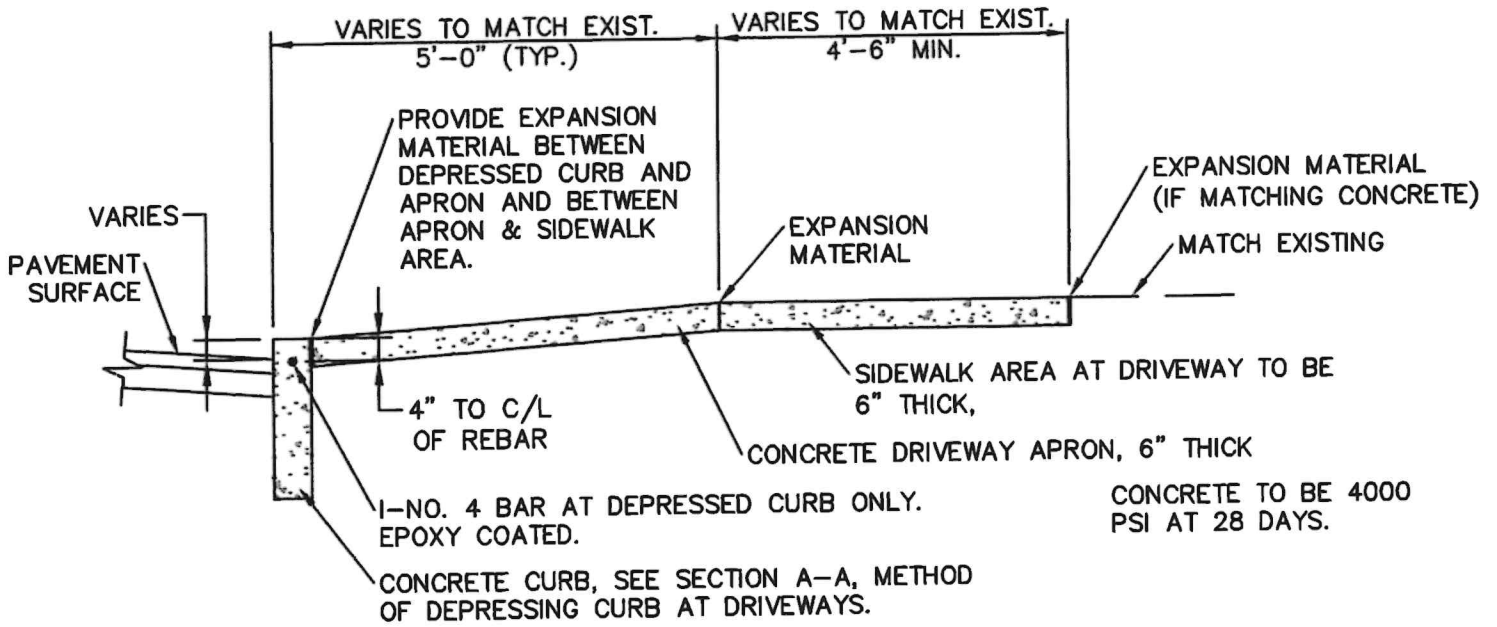 VARIES TO MATCH EXIST.
5'-0" (TYP.)
VARIES TO MATCH EXIST.
4'-6" MIN.
PROVIDE EXPANSION
MATERIAL BETWEEN
DEPRESSED CURB AND
APRON AND BETWEEN
APRON & SIDEWALK
AREA.
EXPANSION MATERIAL
(IF MATCHING CONCRETE)
VARIES
EXPANSION
MATERIAL
MATCH EXISTING
PAVEMENT
SURFACE
SIDEWALK AREA AT DRIVEWAY TO BE
6" THICK,
4" TO C/L
OF REBAR
CONCRETE DRIVEWAY APRON, 6" THICK
1-NO. 4 BAR AT DEPRESSED CURB ONLY.
EPOXY COATED.
CONCRETE TO BE 4000
PSI AT 28 DAYS.
CONCRETE CURB, SEE SECTION A-A, METHOD
OF DEPRESSING CURB AT DRIVEWAYS.